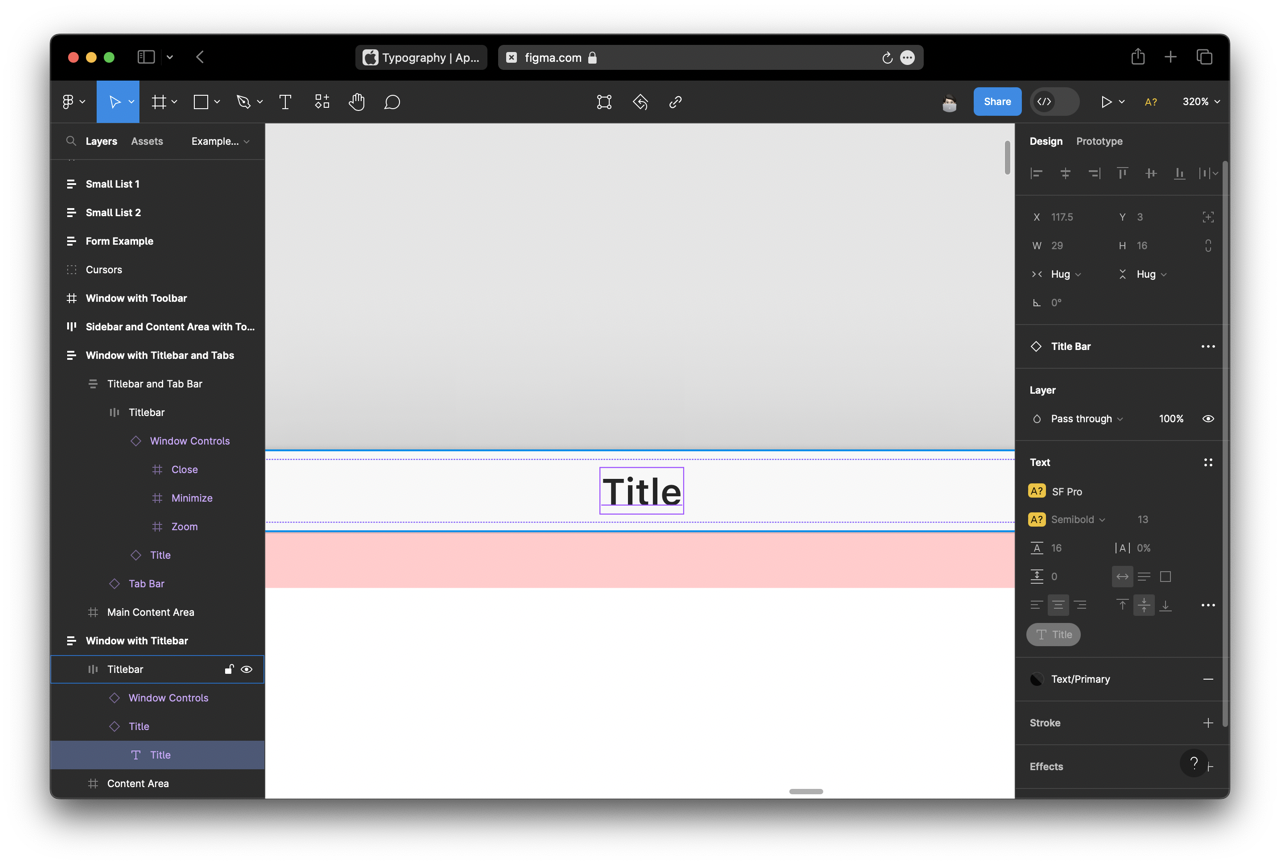 Typography | Ap...
figma.com
Share
A?
320%
Layers
Assets
Example...
Small List 1
Small List 2
Form Example
Cursors
Window with Toolbar
Sidebar and Content Area with To...
Window with Titlebar and Tabs
Titlebar and Tab Bar
Titlebar
Window Controls
Close
Minimize
Zoom
Title
Tab Bar
Main Content Area
Window with Titlebar
Titlebar
Window Controls
Title
Title
Content Area
Title
Design
Prototype
X 117.5 Y 3
W 29 H 16
Hug Hug
0°
Title Bar
Layer
Pass through 100%
Text
A? SF Pro
A? Semibold 13
A 16 |A| 0%
0
T Title
Text/Primary
Stroke
Effects
?